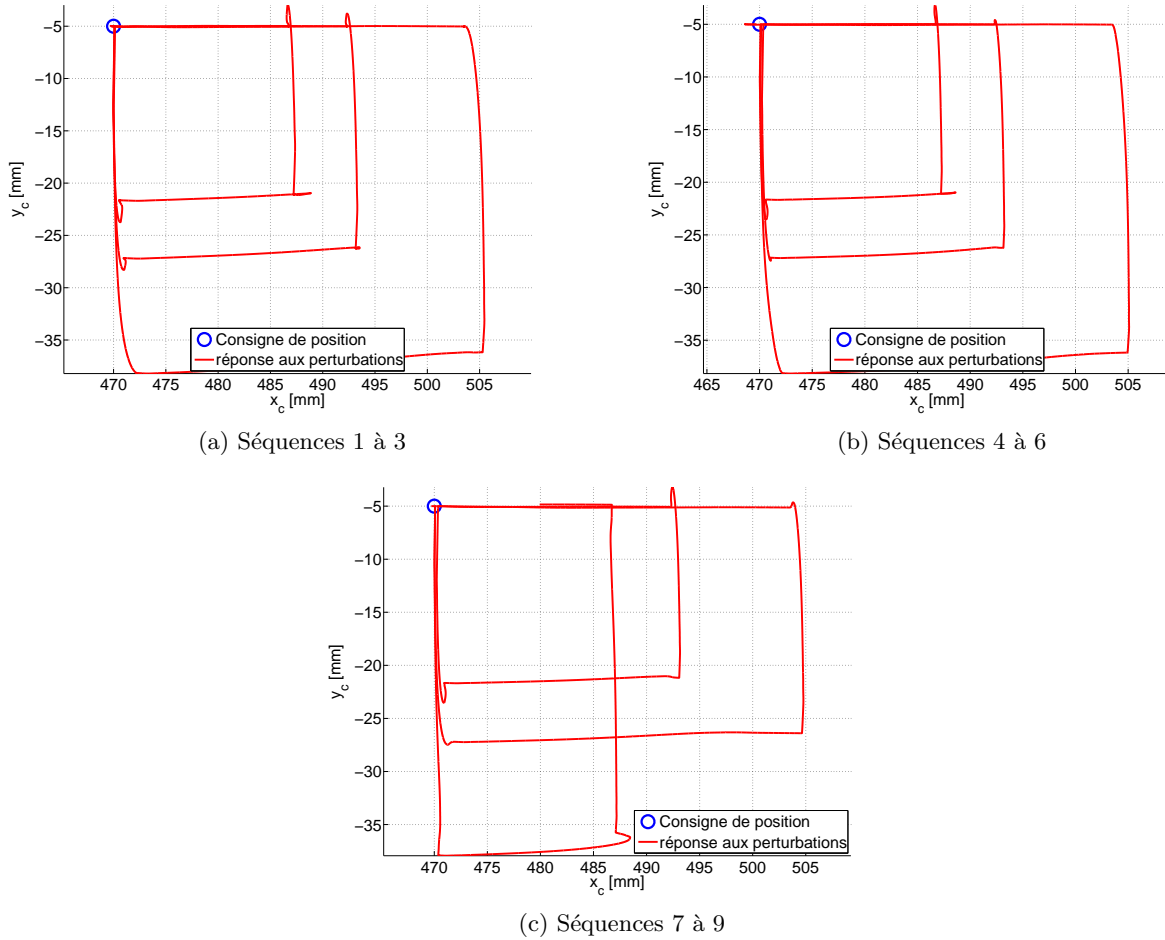 −5
−10
−15
−20
−25
−30
−35
y_c [mm]
470 475 480 485 490 495 500 505
x_c [mm]
Consigne de position
réponse aux perturbations
(a) Séquences 1 à 3
−5
−10
−15
−20
−25
−30
−35
y_c [mm]
465 470 475 480 485 490 495 500 505
x_c [mm]
Consigne de position
réponse aux perturbations
(b) Séquences 4 à 6
−5
−10
−15
−20
−25
−30
−35
y_c [mm]
470 475 480 485 490 495 500 505
x_c [mm]
Consigne de position
réponse aux perturbations
(c) Séquences 7 à 9